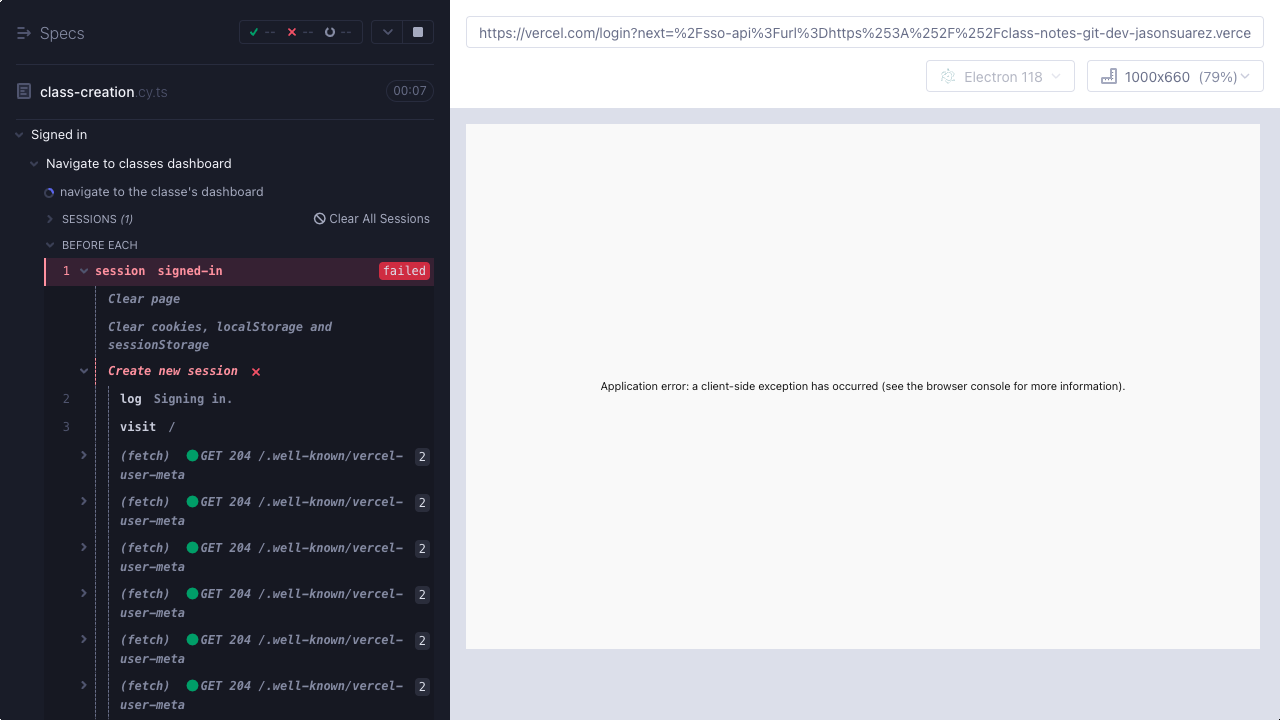 Specs
-- -- --
class-creation.cy.ts
00:07
Signed in
Navigate to classes dashboard
navigate to the classe's dashboard
SESSIONS (1)
Clear All Sessions
BEFORE EACH
1 session signed-in failed
Clear page
Clear cookies, localStorage and
sessionStorage
Create new session
2 log Signing in.
3 visit /
(fetch) GET 204 /.well-known/vercel- 2
user-meta
(fetch) GET 204 /.well-known/vercel- 2
user-meta
(fetch) GET 204 /.well-known/vercel- 2
user-meta
(fetch) GET 204 /.well-known/vercel- 2
user-meta
(fetch) GET 204 /.well-known/vercel- 2
user-meta
(fetch) GET 204 /.well-known/vercel- 2
user-meta
https://vercel.com/login?next=%2Fsso-api%3Furl%3Dhttps%253A%252F%252Fclass-notes-git-dev-jasonsuarez.verce
Electron 118
1000x660 (79%)
Application error: a client-side exception has occurred (see the browser console for more information).